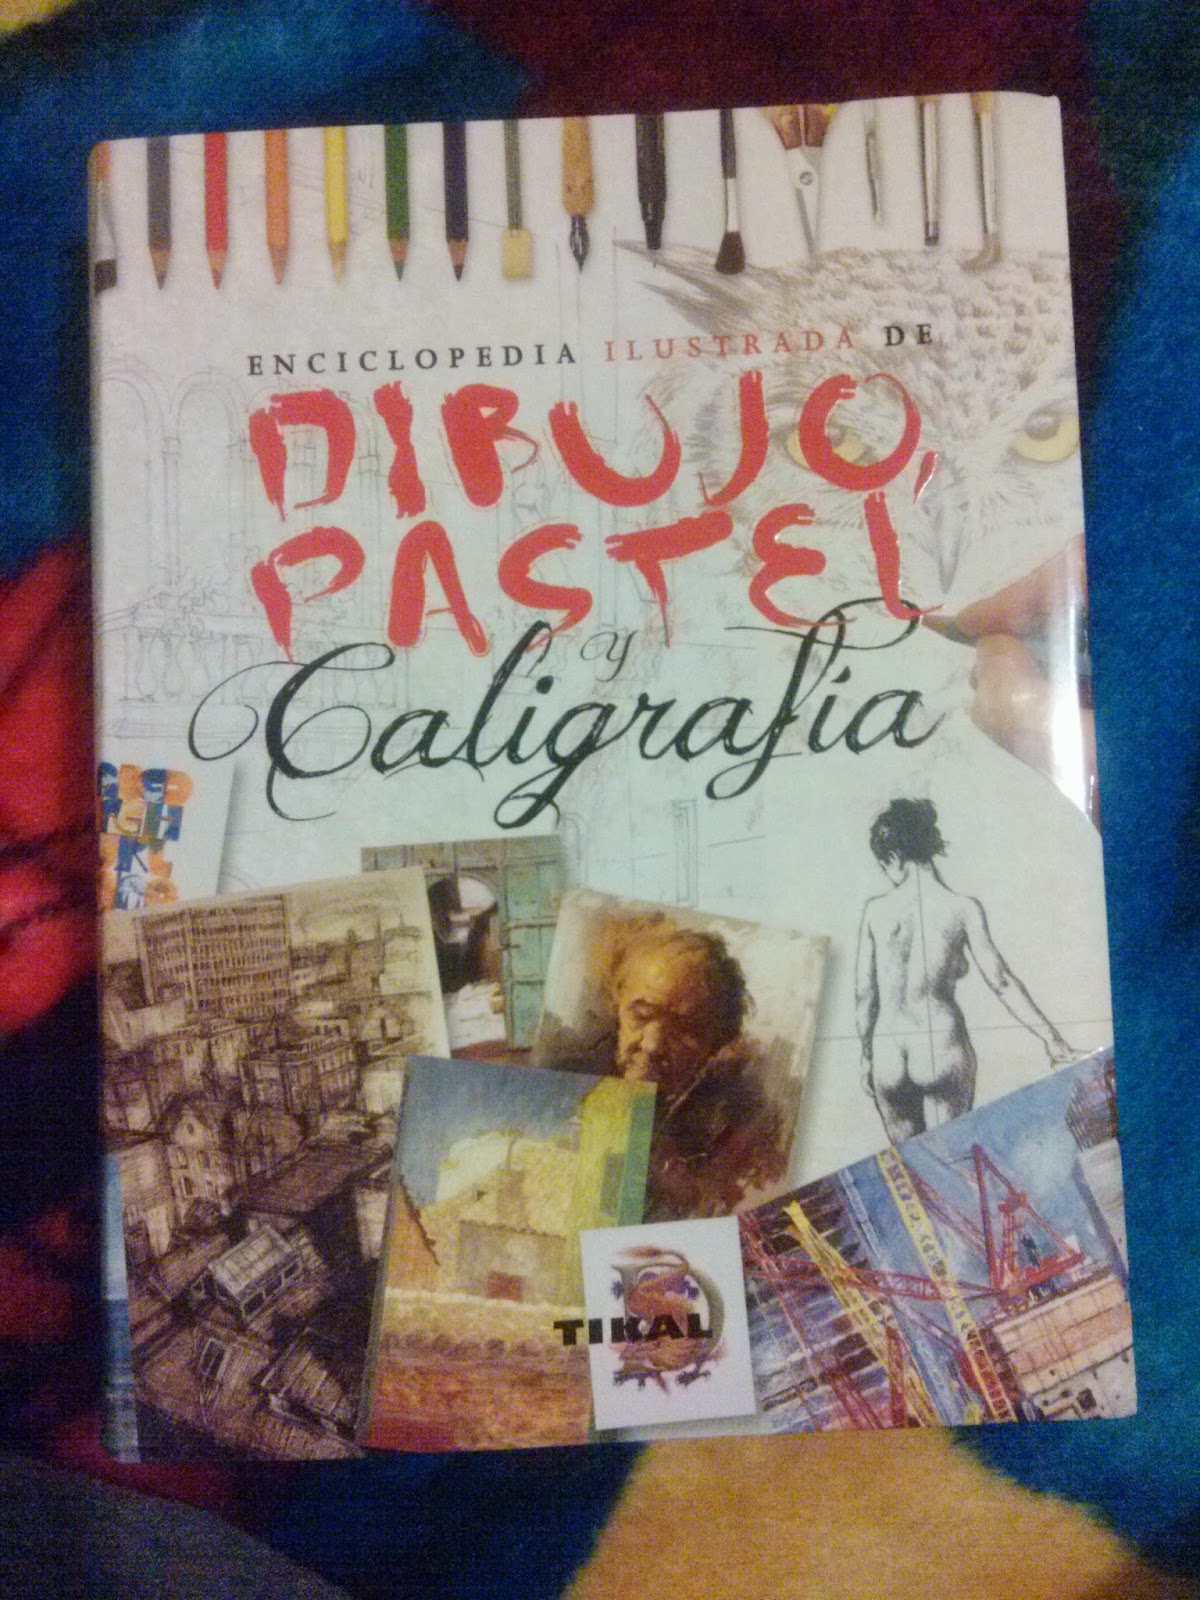 ENCICLOPEDIA ILUSTRADA DE
DIBUJO,
PASTEL
y
Caligrafía
TIKAL